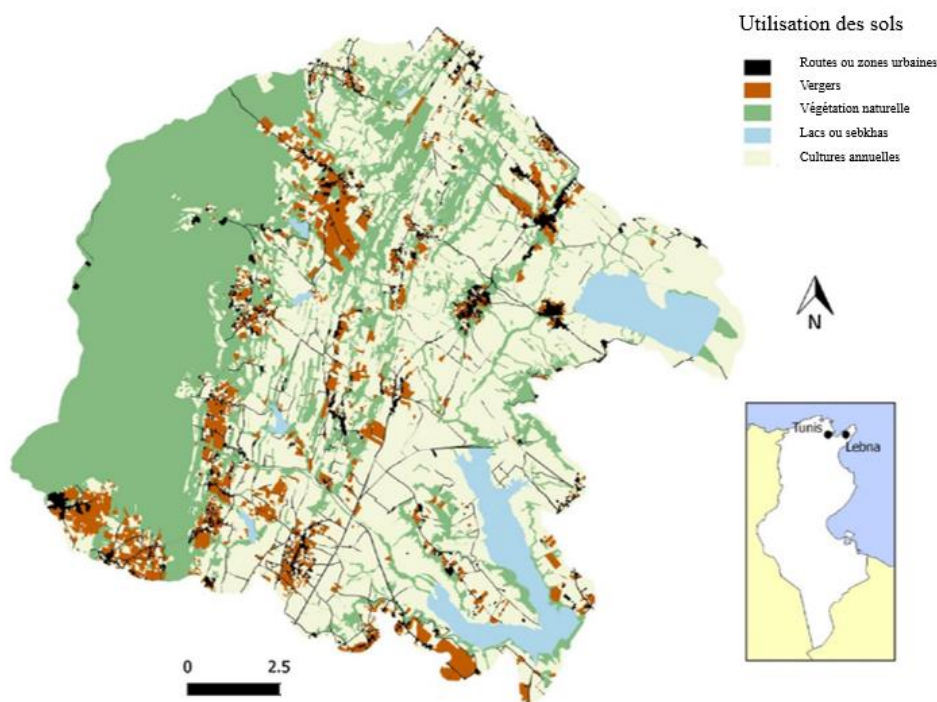 Utilisation des sols
Routes ou zones urbaines
Vergers
Végétation naturelle
Lacs ou sebkhas
Cultures annuelles
N
Tunis
Lebna
0 2.5